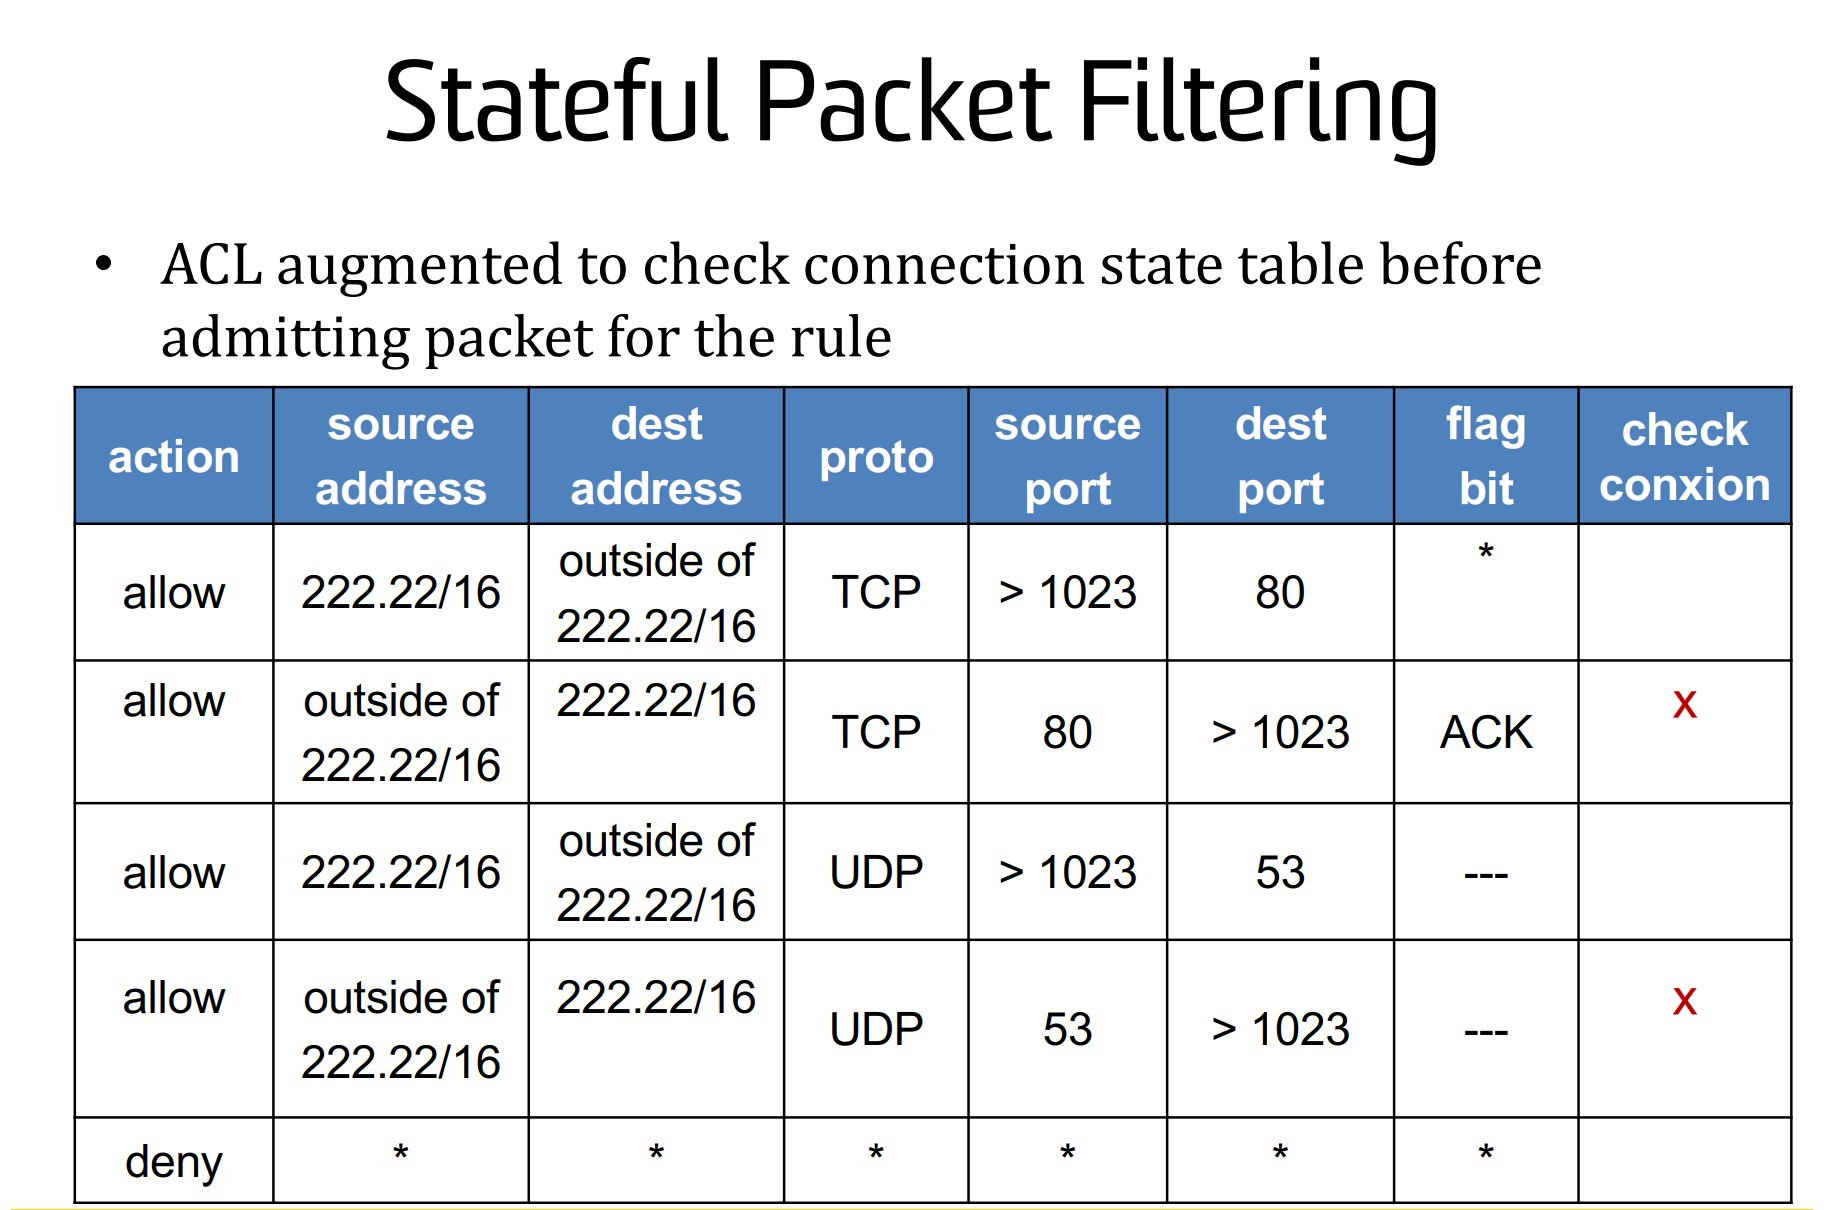 Stateful Packet Filtering
• ACL augmented to check connection state table before
admitting packet for the rule
action | source address | dest address | proto | source port | dest port | flag bit | check conxion
allow | 222.22/16 | outside of 222.22/16 | TCP | > 1023 | 80 | * |
allow | outside of 222.22/16 | 222.22/16 | TCP | 80 | > 1023 | ACK | x
allow | 222.22/16 | outside of 222.22/16 | UDP | > 1023 | 53 | --- |
allow | outside of 222.22/16 | 222.22/16 | UDP | 53 | > 1023 | --- | x
deny | * | * | * | * | * | * |